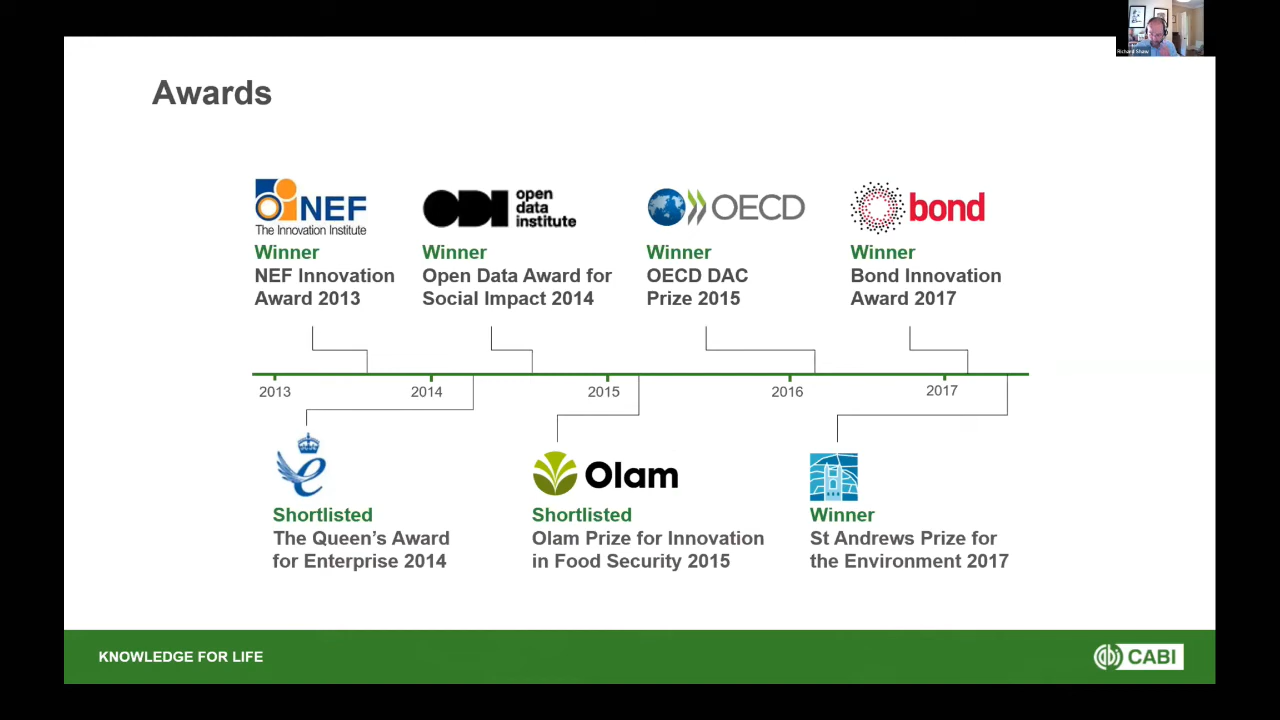 Richard Shaw
Awards
NEF
The Innovation Institute
Winner
NEF Innovation
Award 2013
ODI
open
data
institute
Winner
Open Data Award for
Social Impact 2014
OECD
Winner
OECD DAC
Prize 2015
bond
Winner
Bond Innovation
Award 2017
2013
2014
2015
2016
2017
e
Shortlisted
The Queen’s Award
for Enterprise 2014
Olam
Shortlisted
Olam Prize for Innovation
in Food Security 2015
Winner
St Andrews Prize for
the Environment 2017
KNOWLEDGE FOR LIFE
CABI